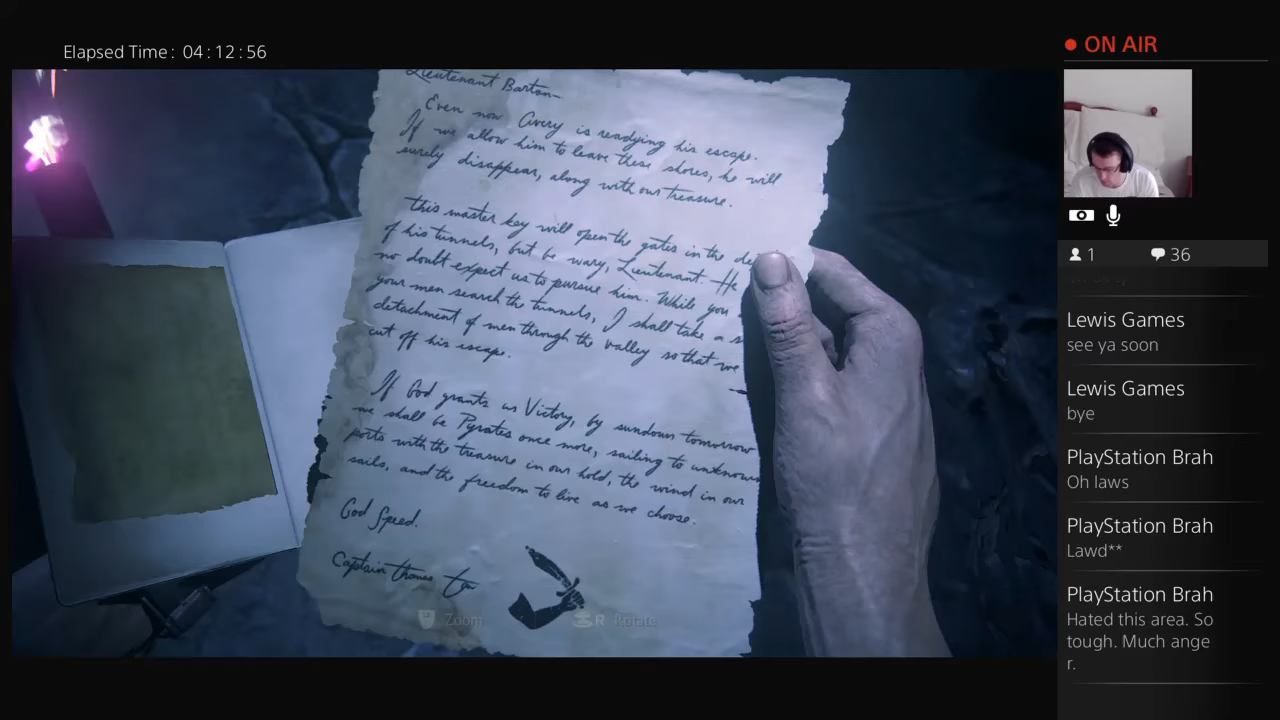 Elapsed Time: 04:12:56
ON AIR
Lieutenant Barton—
Even now Avery is readying his escape.
If we allow him to leave these shores, he will
surely disappear, along with our treasure.
This master key will open the gates in the de
of his tunnels, but be wary, Lieutenant. He
no doubt expect us to pursue him. While you
your men search the tunnels, I shall take a s
detachment of men through the valley so that we
cut off his escape.
If God grants us Victory, by sundown tomorrow
we shall be Pyrates once more, sailing to unknown
ports with the treasure in our hold, the wind in our
sails, and the freedom to live as we choose.
God Speed.
Captain Thomas
Zoom
R Rotate
1
36
Lewis Games
see ya soon
Lewis Games
bye
PlayStation Brah
Oh laws
PlayStation Brah
Lawd**
PlayStation Brah
Hated this area. So
tough. Much ange
r.